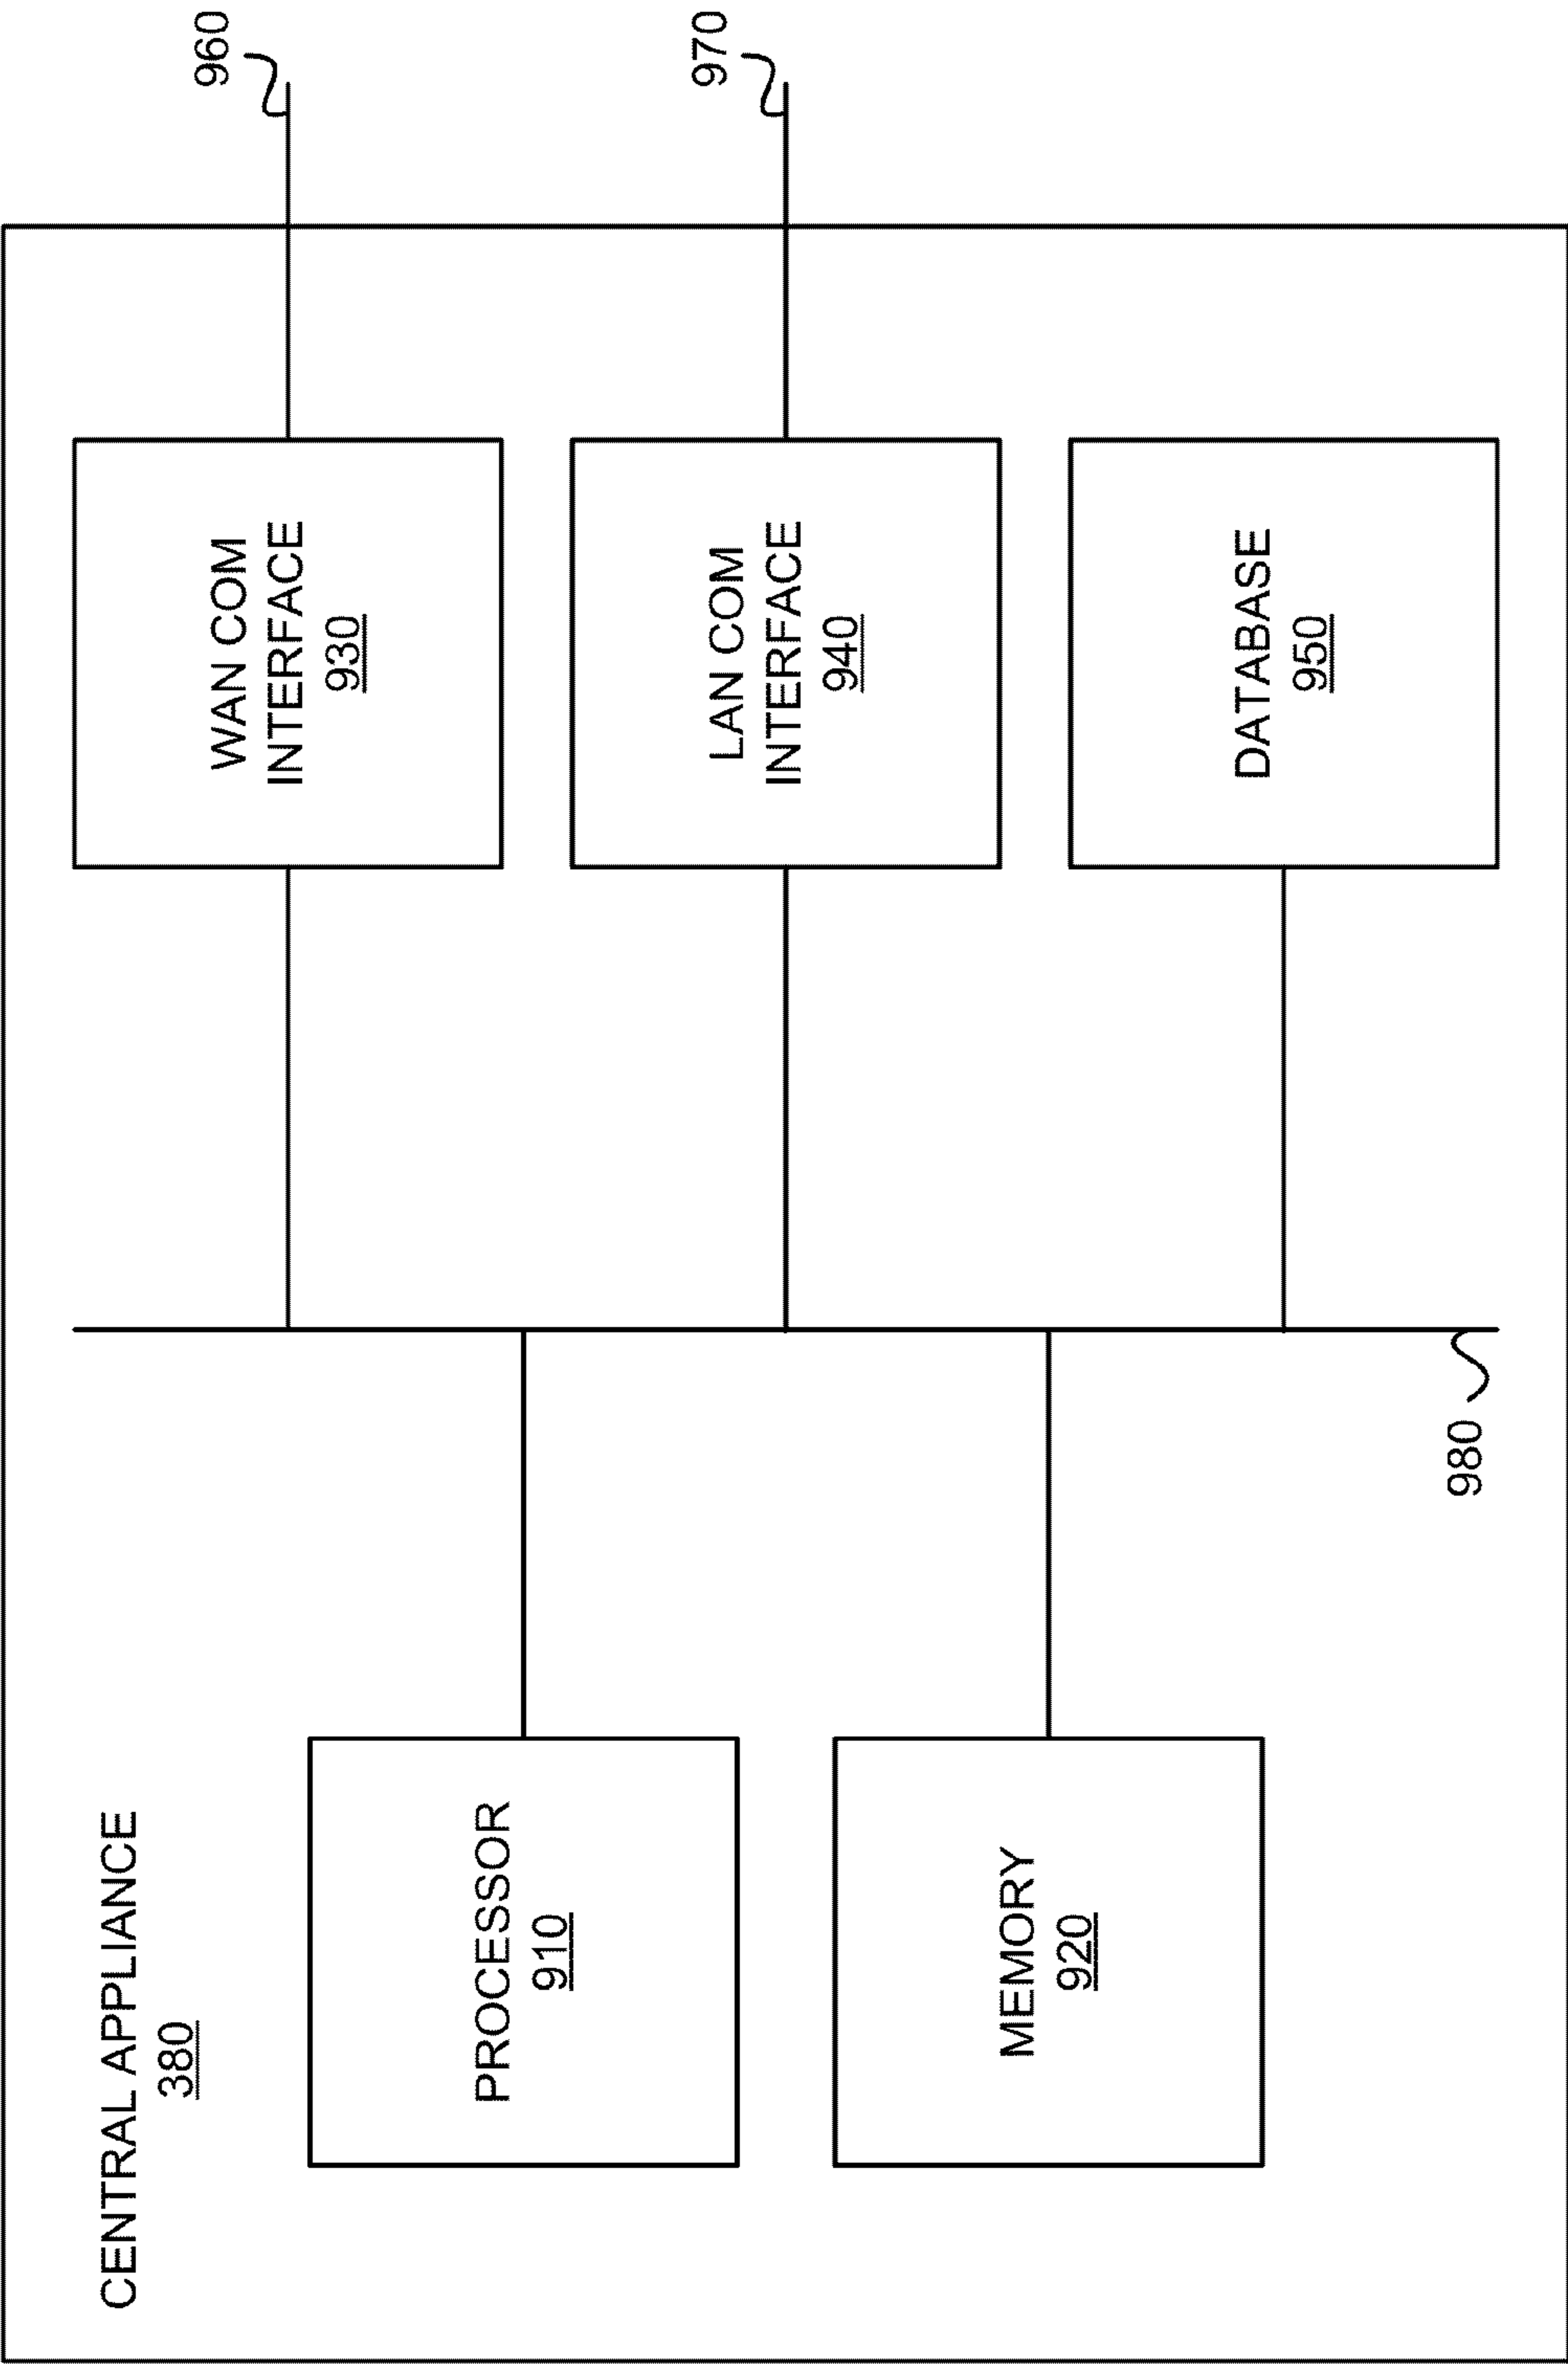 CENTRAL APPLIANCE
380
PROCESSOR
910
MEMORY
920
WAN COM
INTERFACE
930
LAN COM
INTERFACE
940
DATABASE
950
960
970
980